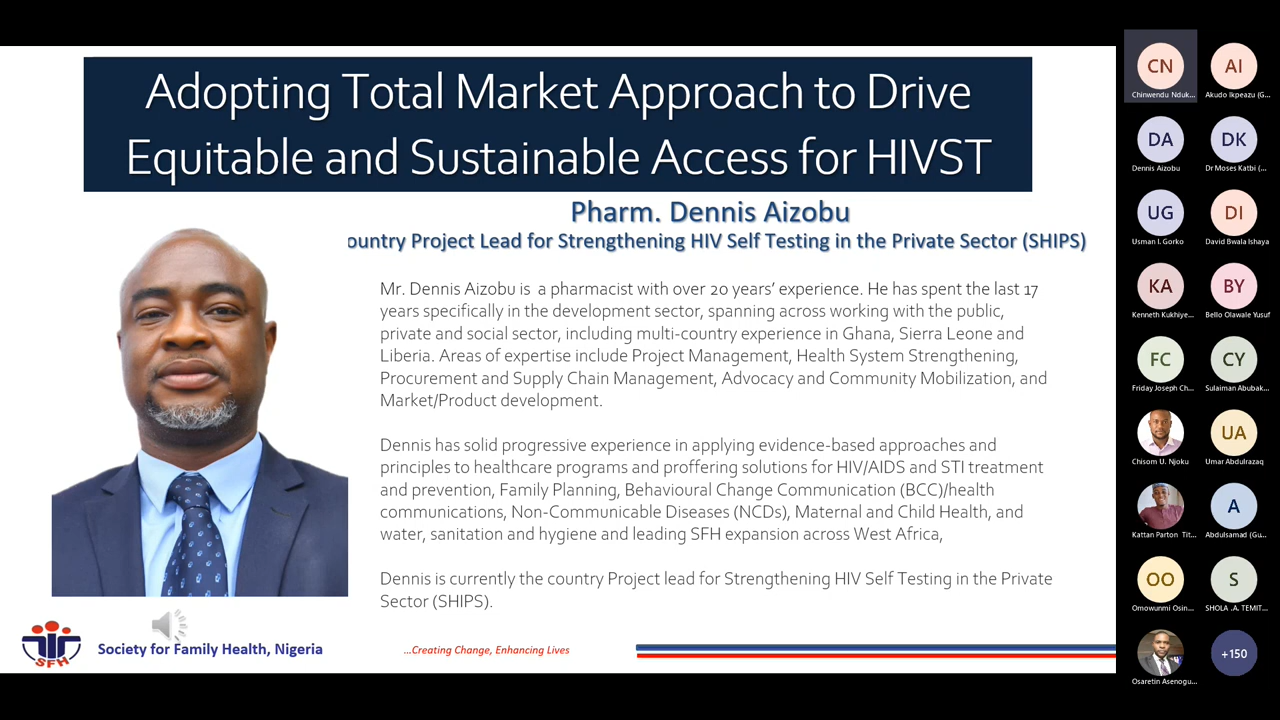 Adopting Total Market Approach to Drive
Equitable and Sustainable Access for HIVST
Pharm. Dennis Aizobu
ountry Project Lead for Strengthening HIV Self Testing in the Private Sector (SHIPS)
Mr. Dennis Aizobu is a pharmacist with over 20 years’ experience. He has spent the last 17
years specifically in the development sector, spanning across working with the public,
private and social sector, including multi-country experience in Ghana, Sierra Leone and
Liberia. Areas of expertise include Project Management, Health System Strengthening,
Procurement and Supply Chain Management, Advocacy and Community Mobilization, and
Market/Product development.
Dennis has solid progressive experience in applying evidence-based approaches and
principles to healthcare programs and proffering solutions for HIV/AIDS and STI treatment
and prevention, Family Planning, Behavioural Change Communication (BCC)/health
communications, Non-Communicable Diseases (NCDs), Maternal and Child Health, and
water, sanitation and hygiene and leading SFH expansion across West Africa,
Dennis is currently the country Project lead for Strengthening HIV Self Testing in the Private
Sector (SHIPS).
SFH
Society for Family Health, Nigeria
...Creating Change, Enhancing Lives
CN
AI
Chinwendu Nduk...
Akudo Ikpeazu (G...
DA
DK
Dennis Aizobu
Dr Moses Katbi (...
UG
DI
Usman I. Gorko
David Bwala Ishaya
KA
BY
Kenneth Kukhiye...
Bello Olawale Yusuf
FC
CY
Friday Joseph Ch...
Sulaiman Abubak...
UA
Chisom U. Njoku
Umar Abdulrazaq
A
Kattan Parton Tit...
Abdulsamad (Gu...
OO
S
Omowunmi Osin...
SHOLA .A. TEMIT...
+150
Osaretin Asenogu...